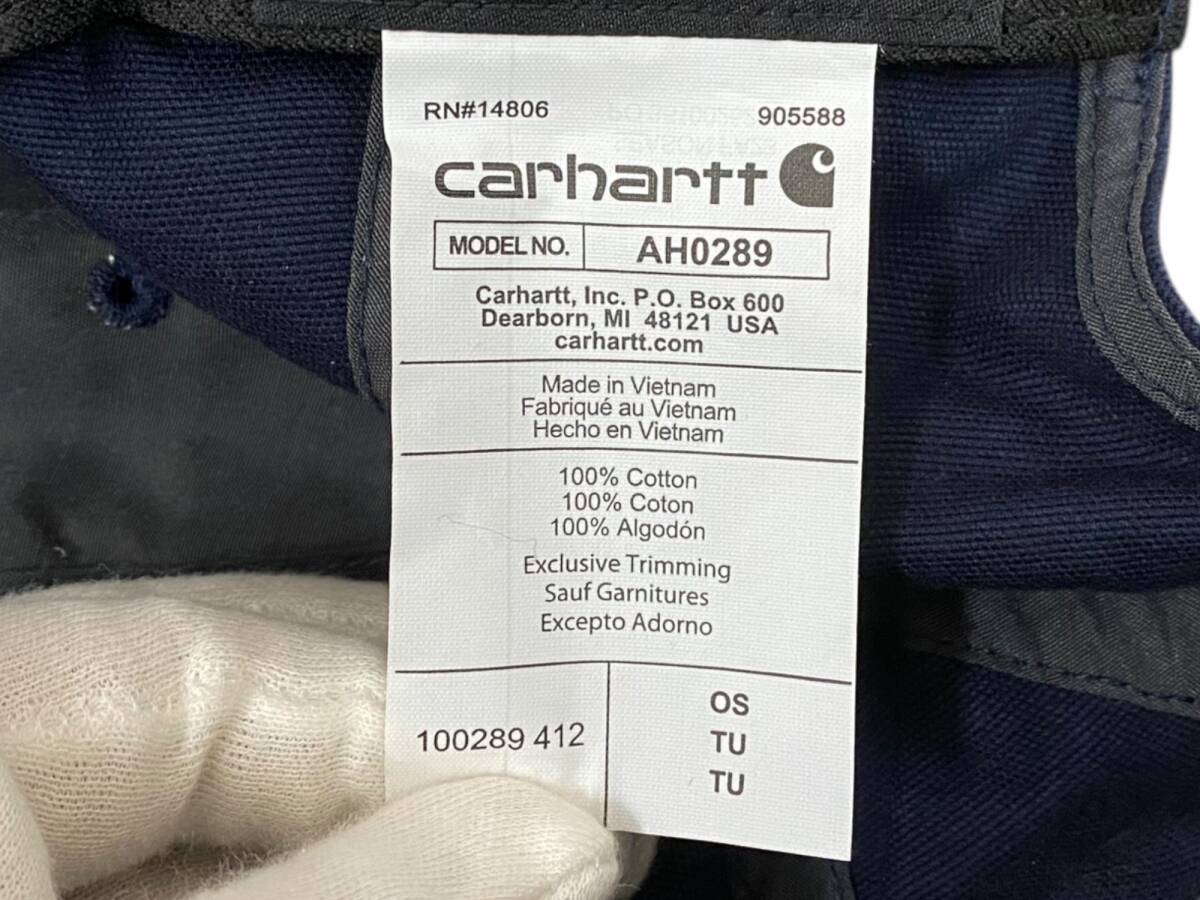 RN#14806 905588
carhartt
MODEL NO. AH0289
Carhartt, Inc. P.O. Box 600
Dearborn, MI 48121 USA
carhartt.com
Made in Vietnam
Fabriqué au Vietnam
Hecho en Vietnam
100% Cotton
100% Coton
100% Algodón
Exclusive Trimming
Sauf Garnitures
Excepto Adorno
100289 412
OS
TU
TU